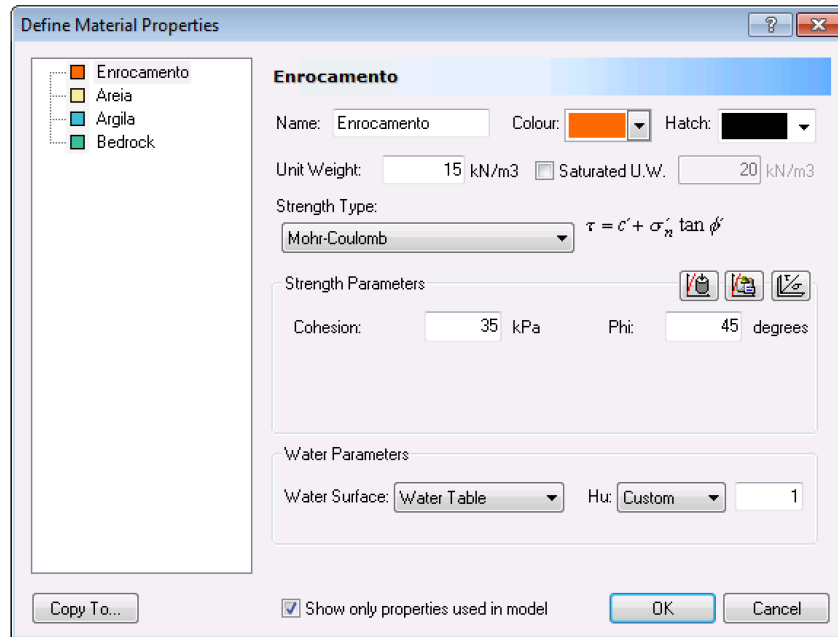 Define Material Properties
Enrocamento
Areia
Argila
Bedrock
Enrocamento
Name: Enrocamento Colour: Hatch:
Unit Weight: 15 kN/m3 Saturated U.W. 20 kN/m3
Strength Type:
Mohr-Coulomb τ = c′ + σ′n tan ϕ′
Strength Parameters
Cohesion: 35 kPa Phi: 45 degrees
Water Parameters
Water Surface: Water Table Hu: Custom 1
Copy To... Show only properties used in model OK Cancel